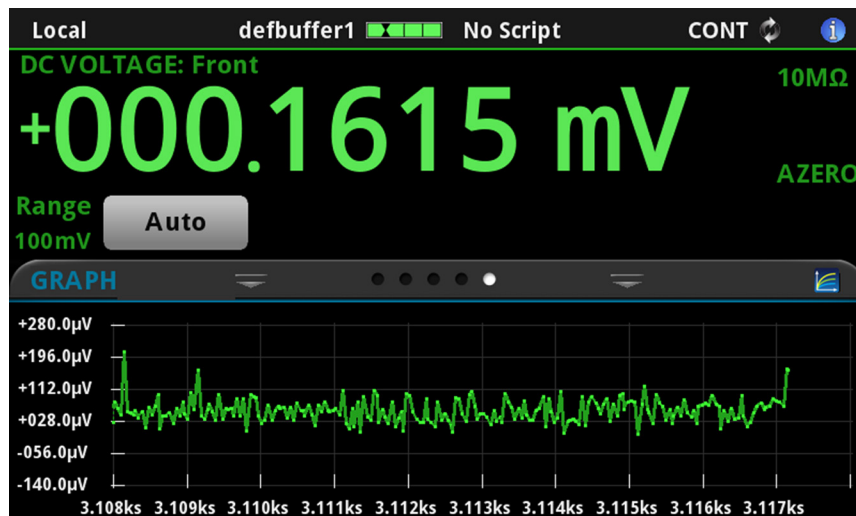 Local defbuffer1 No Script CONT i
DC VOLTAGE: Front
10MΩ
+000.1615 mV
AZERO
Range
100mV
Auto
GRAPH
+280.0µV
+196.0µV
+112.0µV
+028.0µV
-056.0µV
-140.0µV
3.108ks 3.109ks 3.110ks 3.111ks 3.112ks 3.113ks 3.114ks 3.115ks 3.116ks 3.117ks